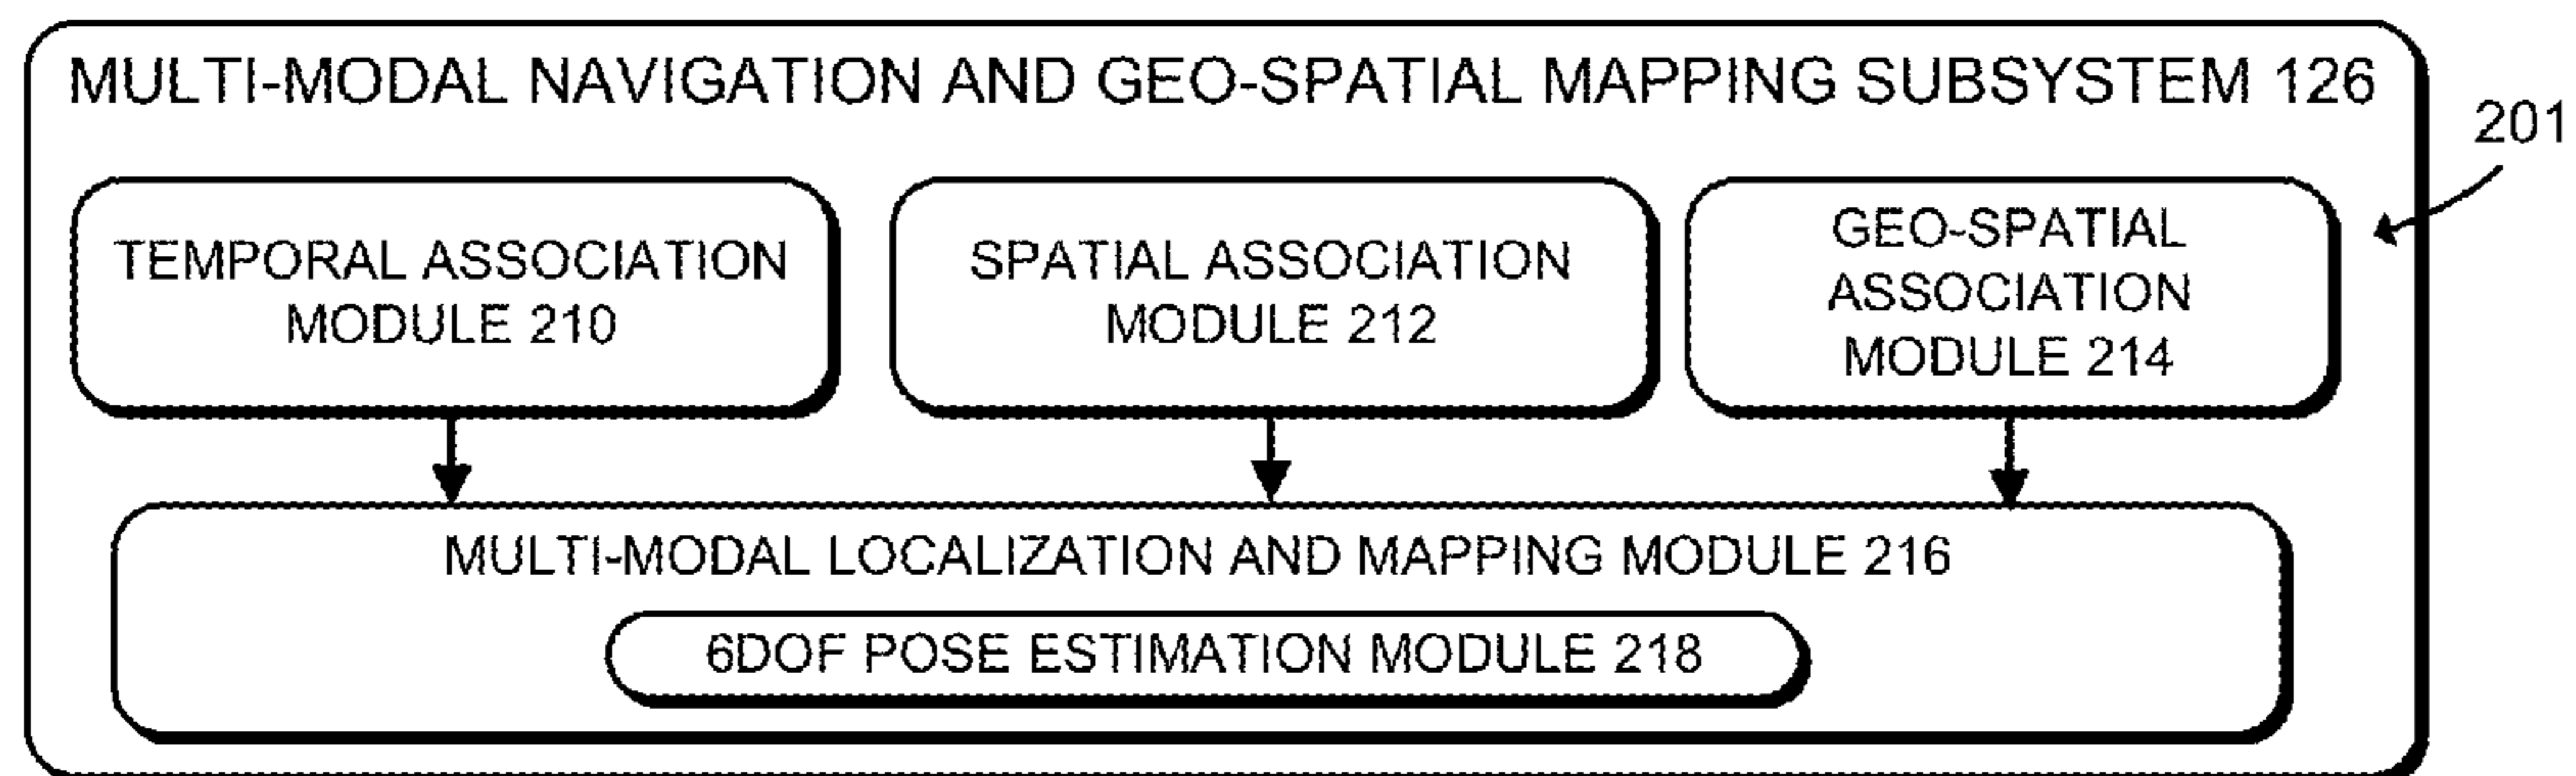 MULTI-MODAL NAVIGATION AND GEO-SPATIAL MAPPING SUBSYSTEM 126
201
TEMPORAL ASSOCIATION
MODULE 210
SPATIAL ASSOCIATION
MODULE 212
GEO-SPATIAL
ASSOCIATION
MODULE 214
MULTI-MODAL LOCALIZATION AND MAPPING MODULE 216
6DOF POSE ESTIMATION MODULE 218